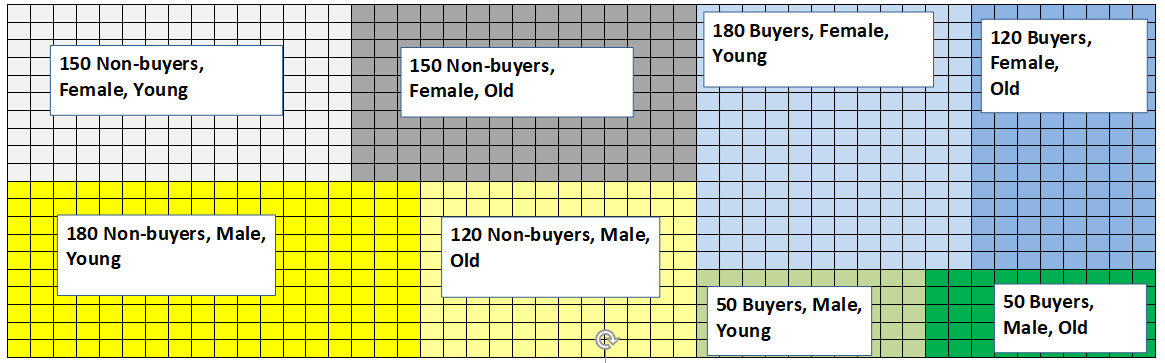 150 Non-buyers,
Female, Young
150 Non-buyers,
Female, Old
180 Buyers, Female,
Young
120 Buyers,
Female,
Old
180 Non-buyers, Male,
Young
120 Non-buyers, Male,
Old
50 Buyers, Male,
Young
50 Buyers,
Male, Old